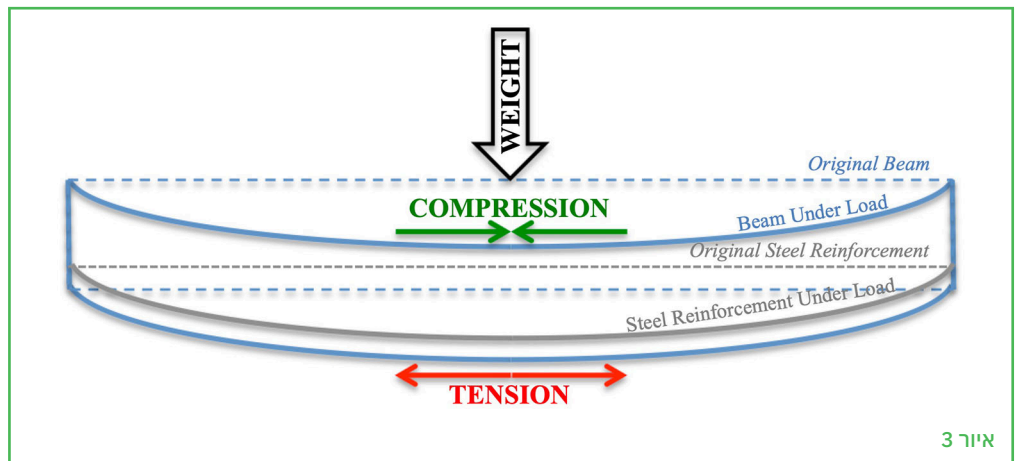 WEIGHT
Original Beam
COMPRESSION
Beam Under Load
Original Steel Reinforcement
Steel Reinforcement Under Load
TENSION
איור 3